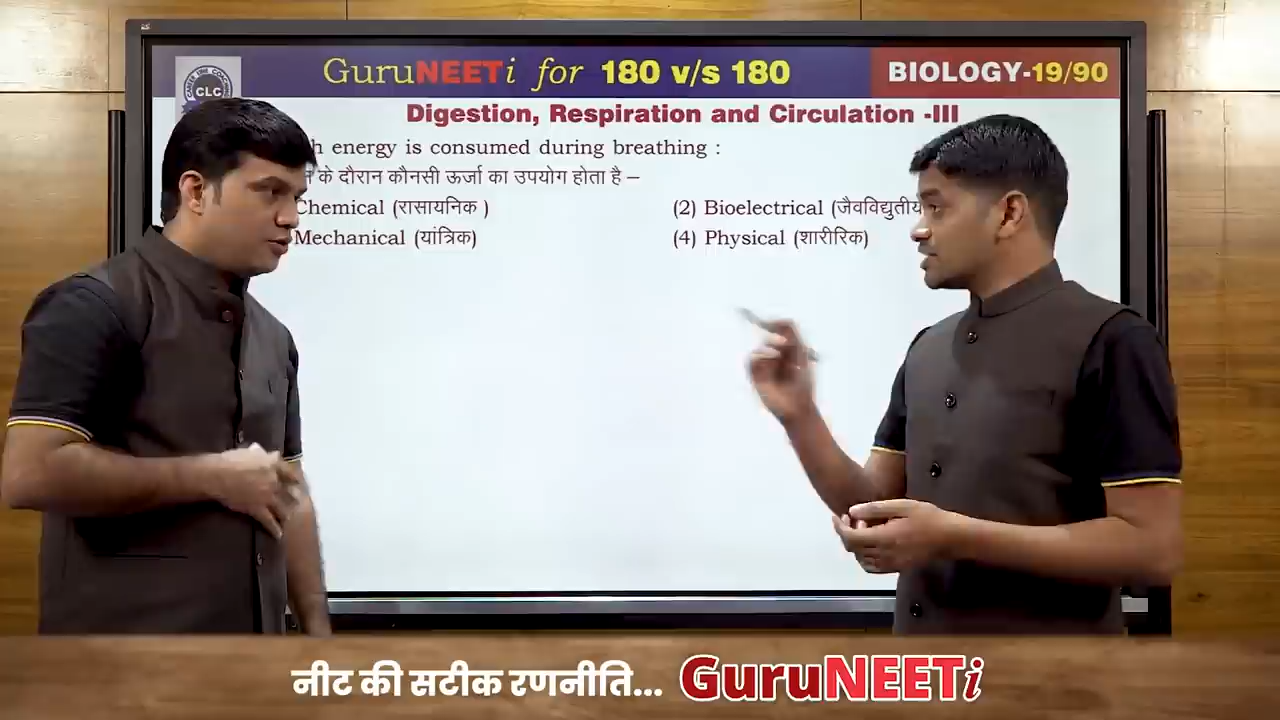 GuruNEETi for 180 v/s 180
BIOLOGY-19/90
CLC
Digestion, Respiration and Circulation -III
energy is consumed during breathing :
के दौरान कौनसी ऊर्जा का उपयोग होता है –
Chemical (रासायनिक )
(2) Bioelectrical (जैवविद्युतीय
Mechanical (यांत्रिक)
(4) Physical (शारीरिक)
नीट की सटीक रणनीति... GuruNEETi